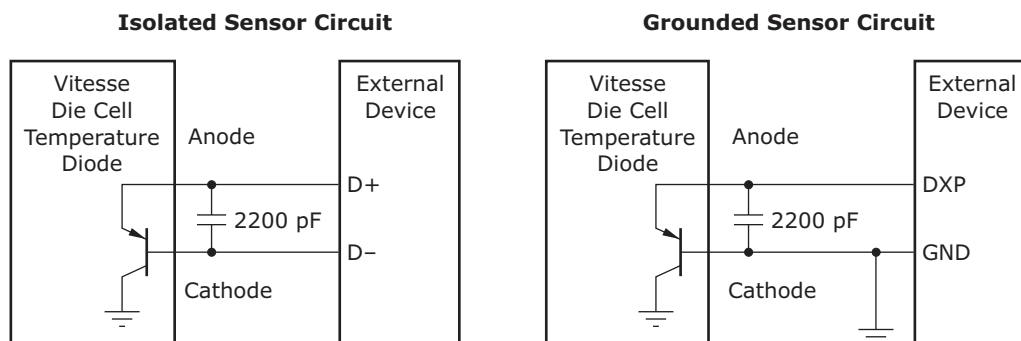 Isolated Sensor Circuit
Vitesse
Die Cell
Temperature
Diode
Anode
External
Device
D+
2200 pF
D–
Cathode
Grounded Sensor Circuit
Vitesse
Die Cell
Temperature
Diode
Anode
External
Device
DXP
2200 pF
GND
Cathode